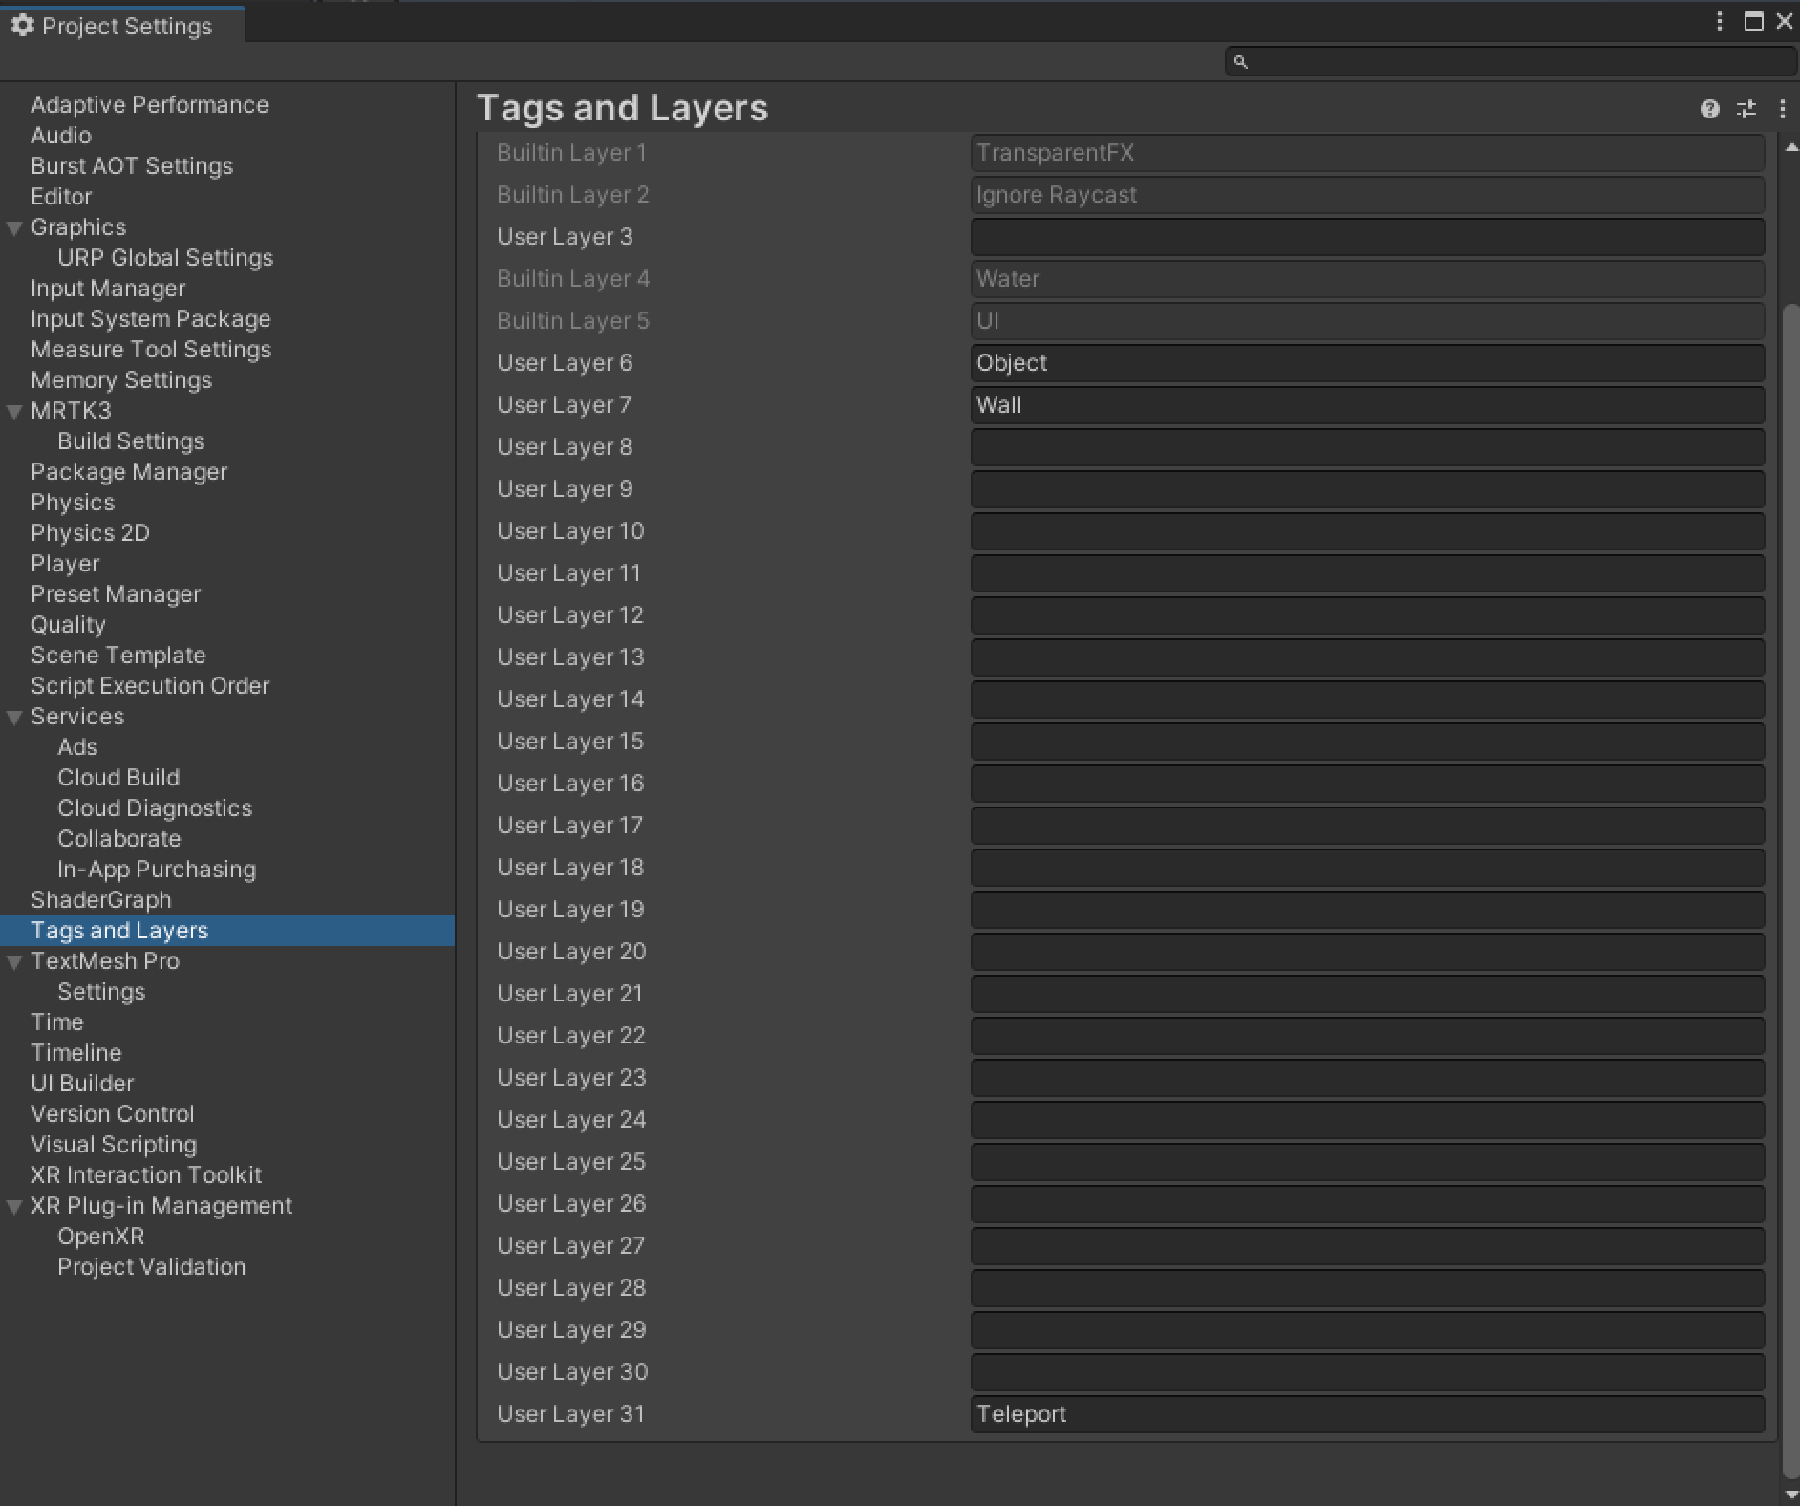 Project Settings
Adaptive Performance
Audio
Burst AOT Settings
Editor
Graphics
URP Global Settings
Input Manager
Input System Package
Measure Tool Settings
Memory Settings
MRTK3
Build Settings
Package Manager
Physics
Physics 2D
Player
Preset Manager
Quality
Scene Template
Script Execution Order
Services
Ads
Cloud Build
Cloud Diagnostics
Collaborate
In-App Purchasing
ShaderGraph
Tags and Layers
TextMesh Pro
Settings
Time
Timeline
UI Builder
Version Control
Visual Scripting
XR Interaction Toolkit
XR Plug-in Management
OpenXR
Project Validation
Tags and Layers
Builtin Layer 1 TransparentFX
Builtin Layer 2 Ignore Raycast
User Layer 3
Builtin Layer 4 Water
Builtin Layer 5 UI
User Layer 6 Object
User Layer 7 Wall
User Layer 8
User Layer 9
User Layer 10
User Layer 11
User Layer 12
User Layer 13
User Layer 14
User Layer 15
User Layer 16
User Layer 17
User Layer 18
User Layer 19
User Layer 20
User Layer 21
User Layer 22
User Layer 23
User Layer 24
User Layer 25
User Layer 26
User Layer 27
User Layer 28
User Layer 29
User Layer 30
User Layer 31 Teleport